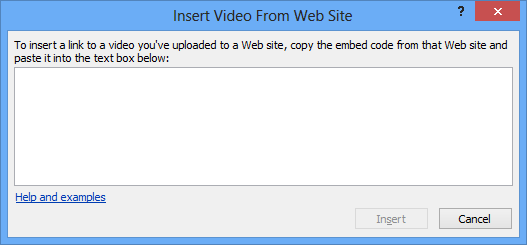 Insert Video From Web Site
?
To insert a link to a video you've uploaded to a Web site, copy the embed code from that Web site and
paste it into the text box below:
Help and examples
Insert
Cancel